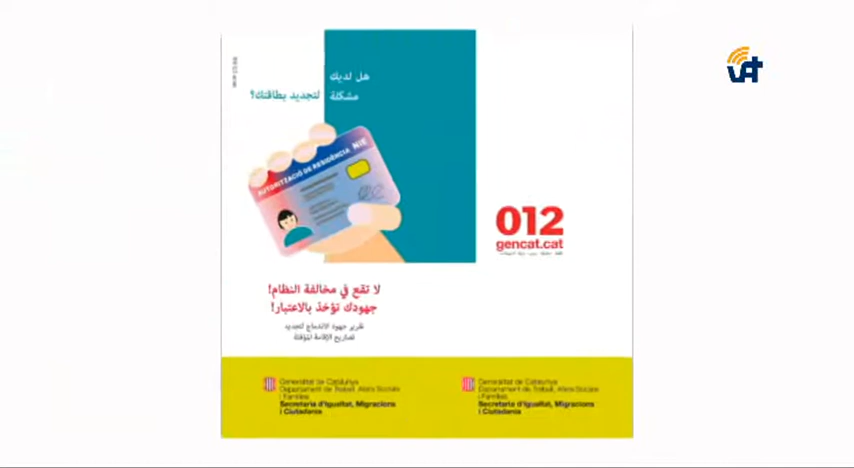 هل لديك
مشكلة لتجديد بطاقتك؟
AUTORITZACIÓ DE RESIDÈNCIA NIE
012
gencat.cat
لا تقع في مخالفة النظام!
جهودك تؤخذ بالاعتبار!
تقرير جهود الاندماج لتجديد
تصاريح الإقامة المؤقتة
Generalitat de Catalunya
Departament de Treball, Afers Socials
i Famílies
Secretaria d'Igualtat, Migracions
i Ciutadania
Generalitat de Catalunya
Departament de Treball, Afers Socials
i Famílies
Secretaria d'Igualtat, Migracions
i Ciutadania